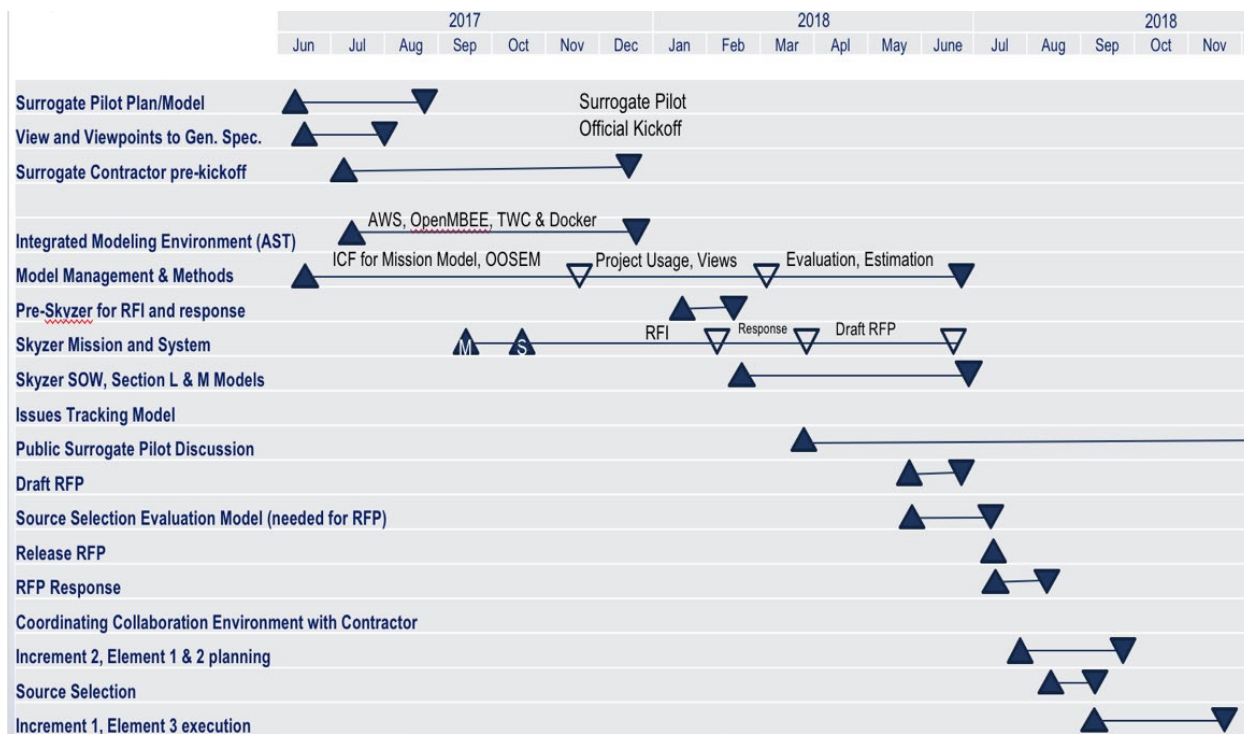 2017 2018 2018
Jun Jul Aug Sep Oct Nov Dec Jan Feb Mar Apl May June Jul Aug Sep Oct Nov
Surrogate Pilot Plan/Model Surrogate Pilot
View and Viewpoints to Gen. Spec. Official Kickoff
Surrogate Contractor pre-kickoff
AWS, OpenMBEE, TWC & Docker
Integrated Modeling Environment (AST)
ICF for Mission Model, OOSEM Project Usage, Views Evaluation, Estimation
Model Management & Methods
Pre-Skyzer for RFI and response
RFI Response Draft RFP
Skyzer Mission and System M S
Skyzer SOW, Section L & M Models
Issues Tracking Model
Public Surrogate Pilot Discussion
Draft RFP
Source Selection Evaluation Model (needed for RFP)
Release RFP
RFP Response
Coordinating Collaboration Environment with Contractor
Increment 2, Element 1 & 2 planning
Source Selection
Increment 1, Element 3 execution